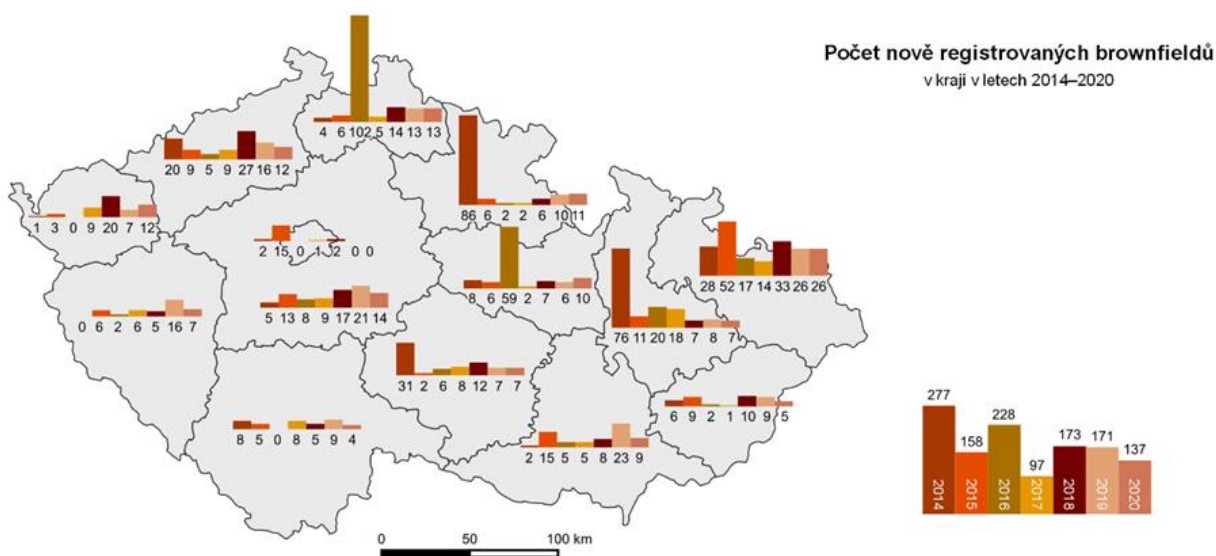 Počet nově registrovaných brownfieldů
v kraji v letech 2014–2020
4 6 102 5 14 13 13
20 9 5 9 27 16 12
86 6 2 2 6 10 11
1 3 0 9 20 7 12
2 15 0 1 2 0 0
28 52 17 14 33 26 26
8 6 59 2 7 6 10
5 13 8 9 17 21 14
0 6 2 6 5 16 7
76 11 20 18 7 8 7
31 2 6 8 12 7 7
6 9 2 1 10 9 5
8 5 0 8 5 9 4
2 15 5 5 8 23 9
277 158 228 97 173 171 137
2014 2015 2016 2017 2018 2019 2020
0 50 100 km